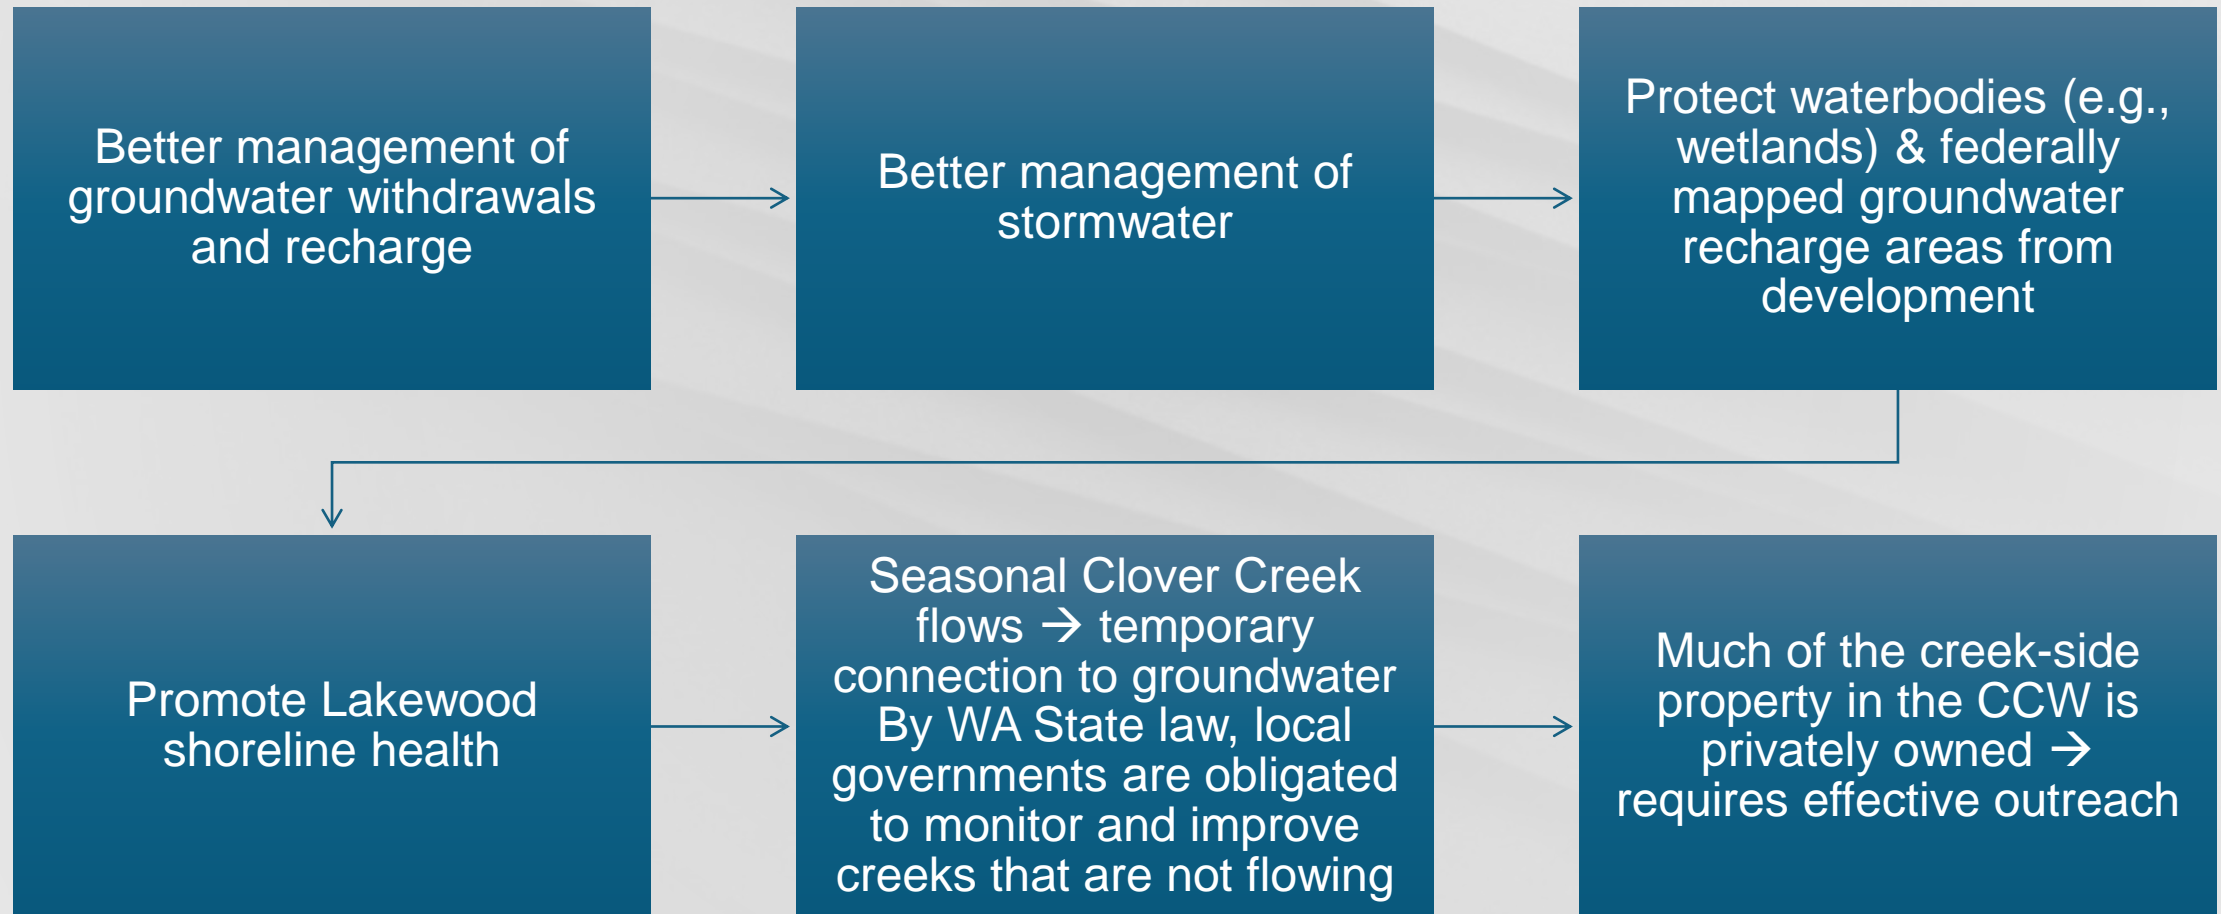 Better management of
groundwater withdrawals
and recharge
Better management of
stormwater
Protect waterbodies (e.g.,
wetlands) & federally
mapped groundwater
recharge areas from
development
Promote Lakewood
shoreline health
Seasonal Clover Creek
flows → temporary
connection to groundwater
By WA State law, local
governments are obligated
to monitor and improve
creeks that are not flowing
Much of the creek-side
property in the CCW is
privately owned →
requires effective outreach